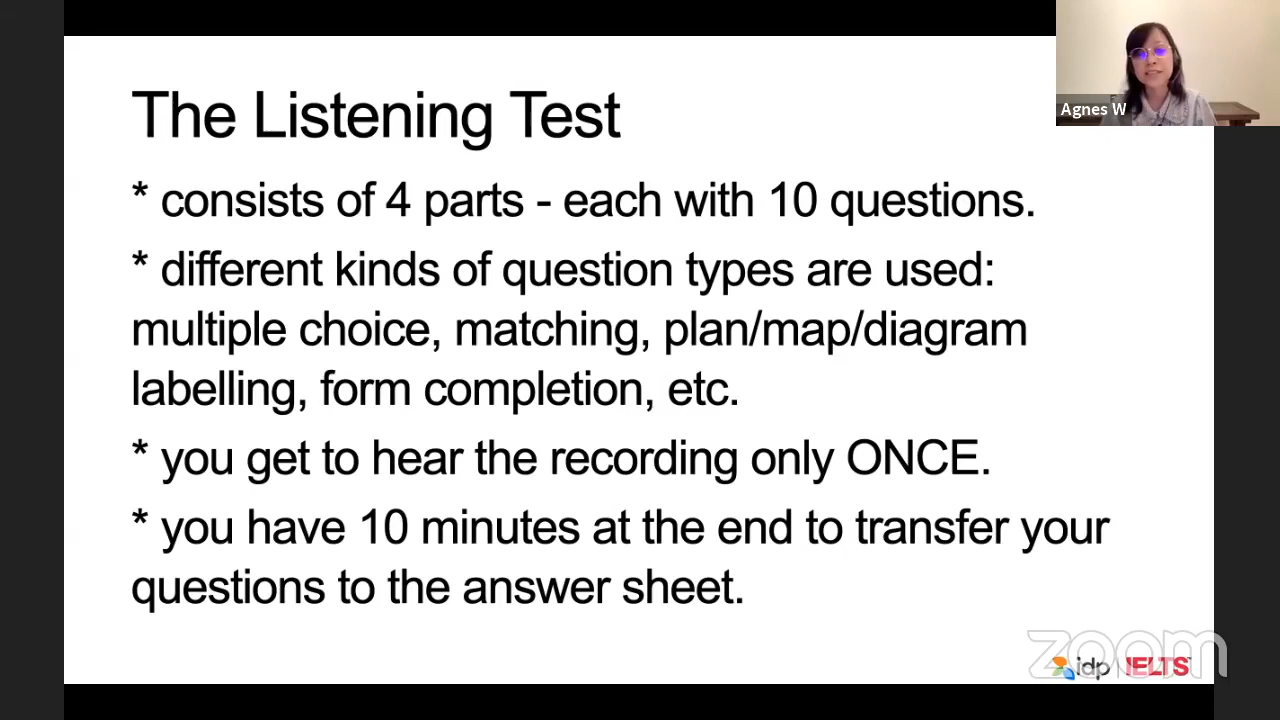 The Listening Test
* consists of 4 parts - each with 10 questions.
* different kinds of question types are used:
multiple choice, matching, plan/map/diagram
labelling, form completion, etc.
* you get to hear the recording only ONCE.
* you have 10 minutes at the end to transfer your
questions to the answer sheet.
Agnes W
zoom
idp IELTS